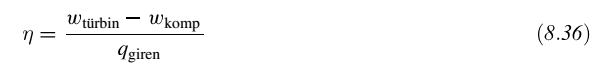 η = (w_türbin − w_komp) / q_giren (8.36)